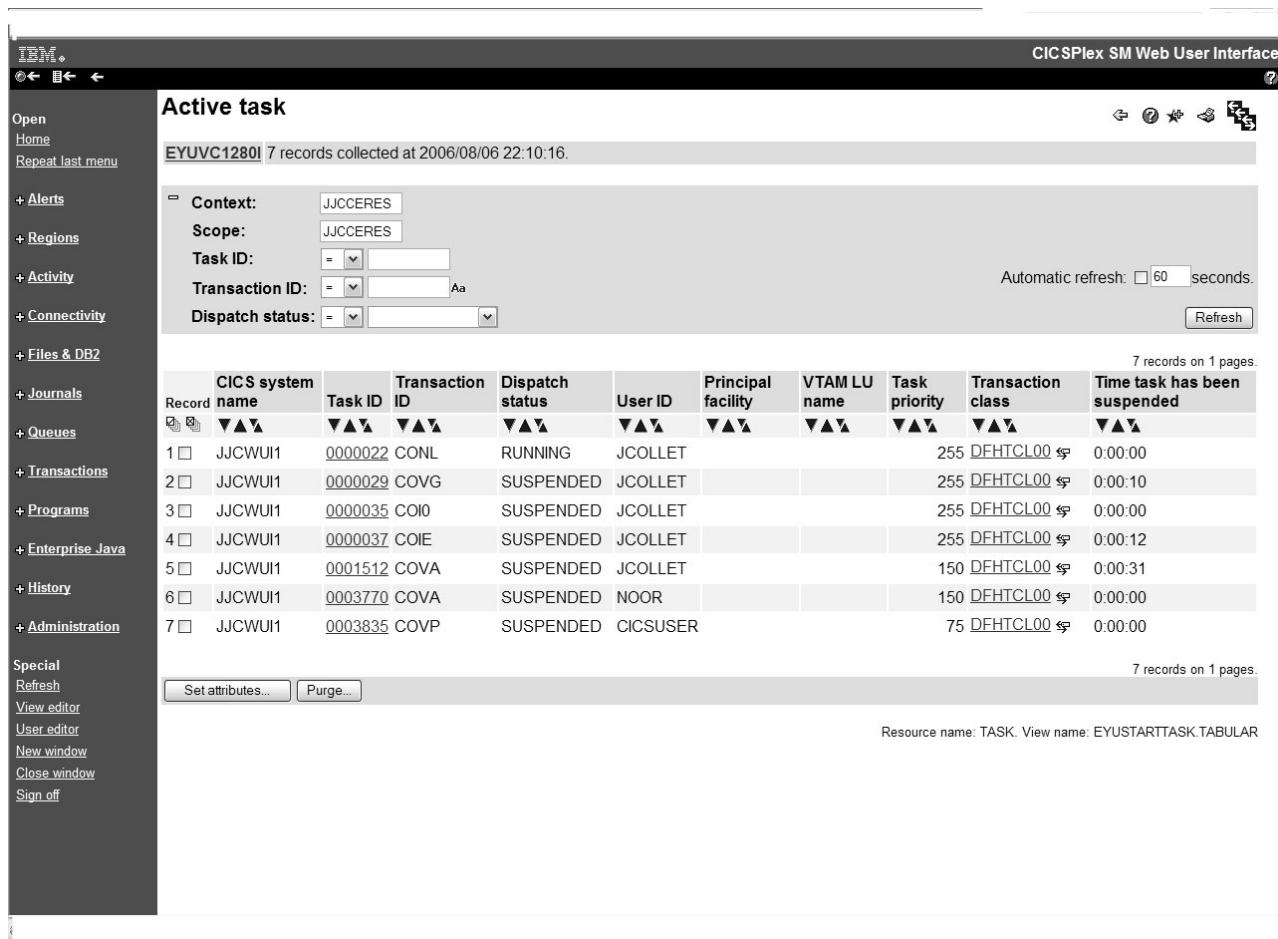 IBM.
CICSPlex SM Web User Interface
Open
Home
Repeat last menu
+ Alerts
+ Regions
+ Activity
+ Connectivity
+ Files & DB2
+ Journals
+ Queues
+ Transactions
+ Programs
+ Enterprise Java
+ History
+ Administration
Special
Refresh
View editor
User editor
New window
Close window
Sign off
Active task
EYUVC1280I 7 records collected at 2006/08/06 22:10:16.
Context: JJCCERES
Scope: JJCCERES
Task ID: =
Transaction ID: = Aa
Dispatch status: =
Automatic refresh: 60 seconds.
Refresh
7 records on 1 pages.
Record CICS system name Task ID Transaction ID Dispatch status User ID Principal facility VTAM LU name Task priority Transaction class Time task has been suspended
1 JJCWUI1 0000022 CONL RUNNING JCOLLET 255 DFHTCL00 0:00:00
2 JJCWUI1 0000029 COVG SUSPENDED JCOLLET 255 DFHTCL00 0:00:10
3 JJCWUI1 0000035 COI0 SUSPENDED JCOLLET 255 DFHTCL00 0:00:00
4 JJCWUI1 0000037 COIE SUSPENDED JCOLLET 255 DFHTCL00 0:00:12
5 JJCWUI1 0001512 COVA SUSPENDED JCOLLET 150 DFHTCL00 0:00:31
6 JJCWUI1 0003770 COVA SUSPENDED NOOR 150 DFHTCL00 0:00:00
7 JJCWUI1 0003835 COVP SUSPENDED CICSUSER 75 DFHTCL00 0:00:00
7 records on 1 pages.
Set attributes... Purge...
Resource name: TASK. View name: EYUSTARTTASK.TABULAR